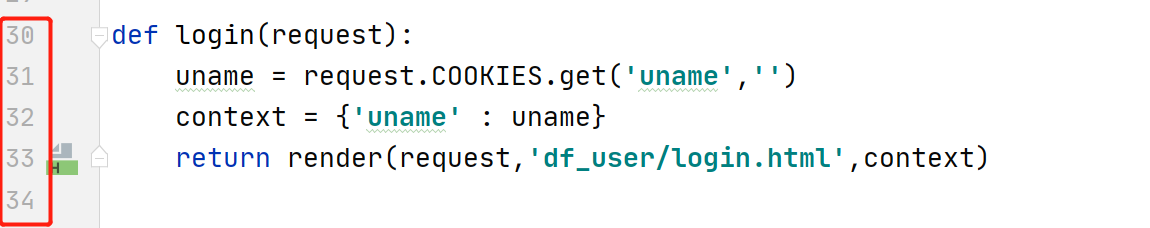 30 def login(request):
31     uname = request.COOKIES.get('uname','')
32     context = {'uname' : uname}
33     return render(request,'df_user/login.html',context)
34